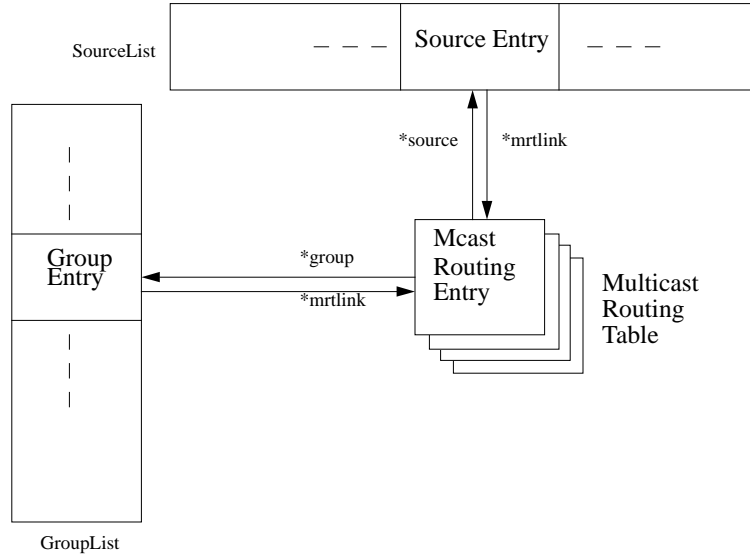 Source Entry
SourceList
*source
*mrtlink
Mcast
Routing
Entry
Group
Entry
*group
*mrtlink
Multicast
Routing
Table
GroupList